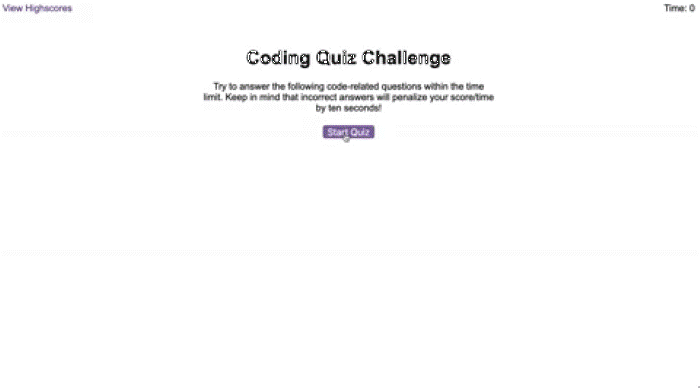 View Highscores
Time: 0
Coding Quiz Challenge
Try to answer the following code-related questions within the time
limit. Keep in mind that incorrect answers will penalize your score/time
by ten seconds!
Start Quiz